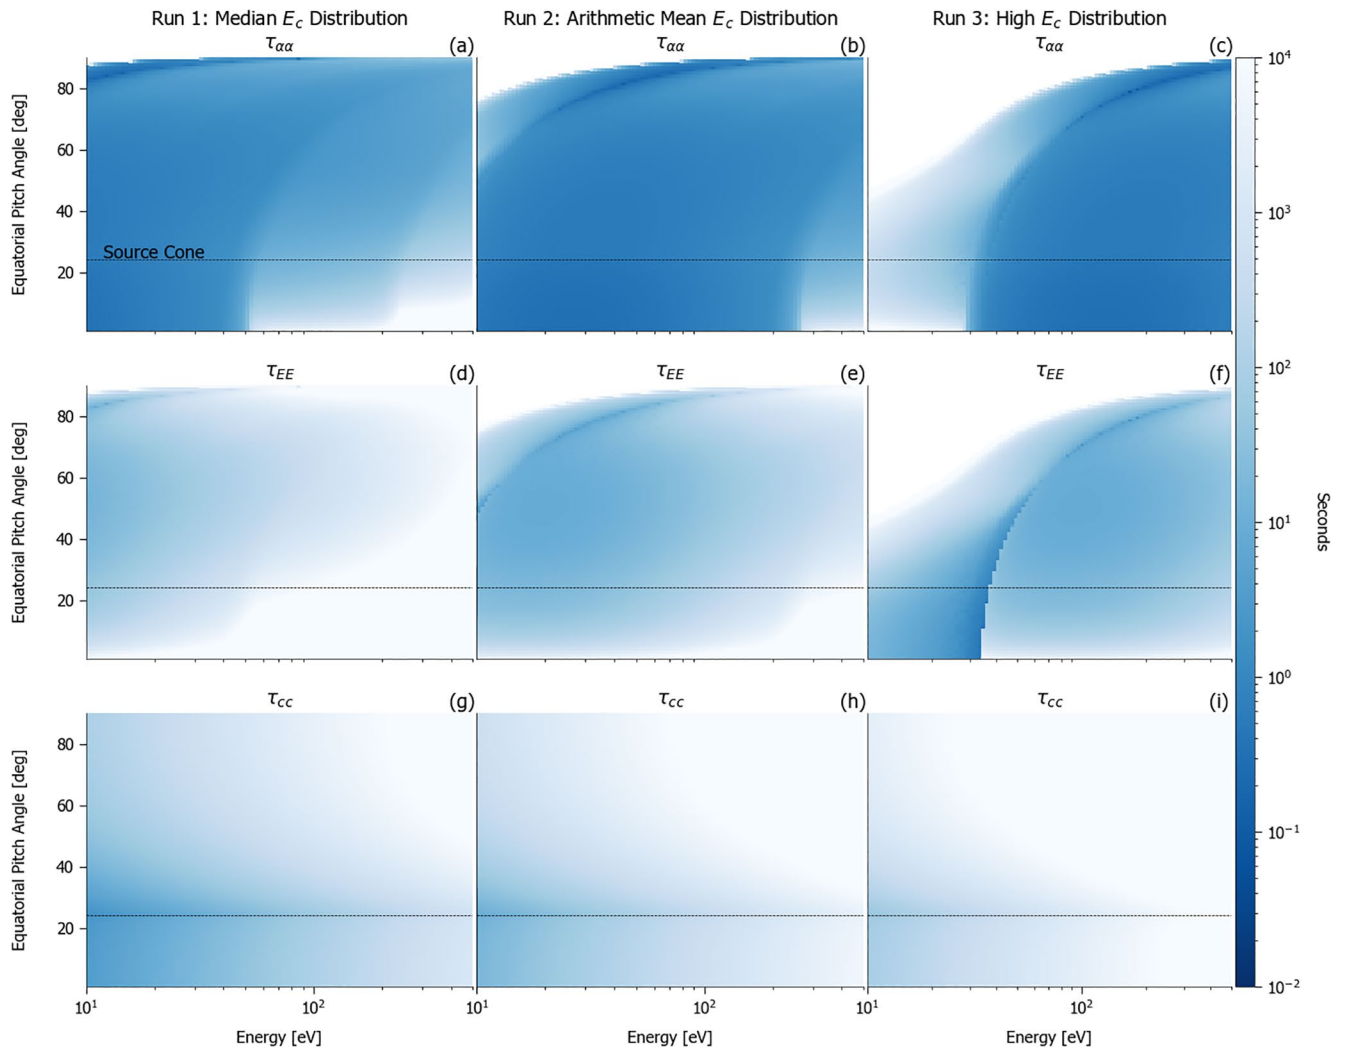 Run 1: Median E_c Distribution
Run 2: Arithmetic Mean E_c Distribution
Run 3: High E_c Distribution
τ_αα (a)
τ_αα (b)
τ_αα (c)
Equatorial Pitch Angle [deg]
80
60
40
20
Source Cone
τ_EE (d)
τ_EE (e)
τ_EE (f)
Equatorial Pitch Angle [deg]
80
60
40
20
τ_cc (g)
τ_cc (h)
τ_cc (i)
Equatorial Pitch Angle [deg]
80
60
40
20
10^1 10^2
10^1 10^2
10^1 10^2
Energy [eV]
Energy [eV]
Energy [eV]
10^4
10^3
10^2
10^1
10^0
10^-1
10^-2
Seconds